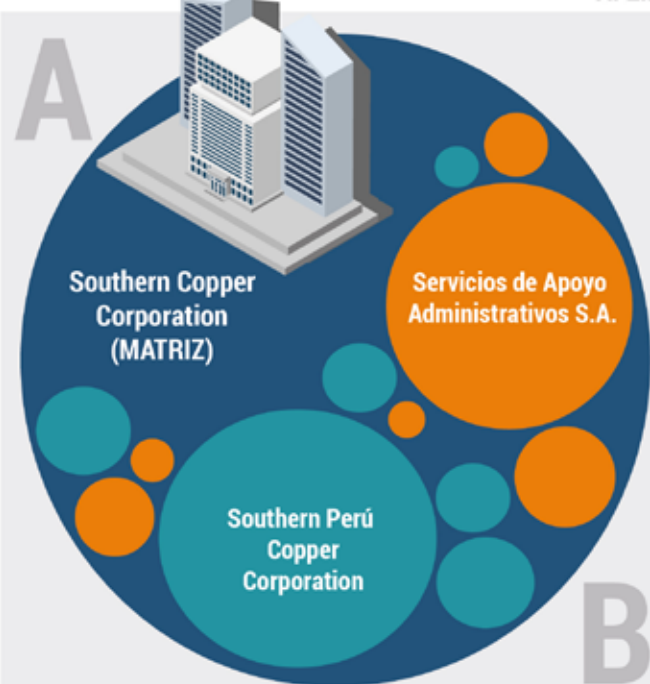 A
Southern Copper
Corporation
(MATRIZ)
Servicios de Apoyo
Administrativos S.A.
Southern Perú
Copper
Corporation
B